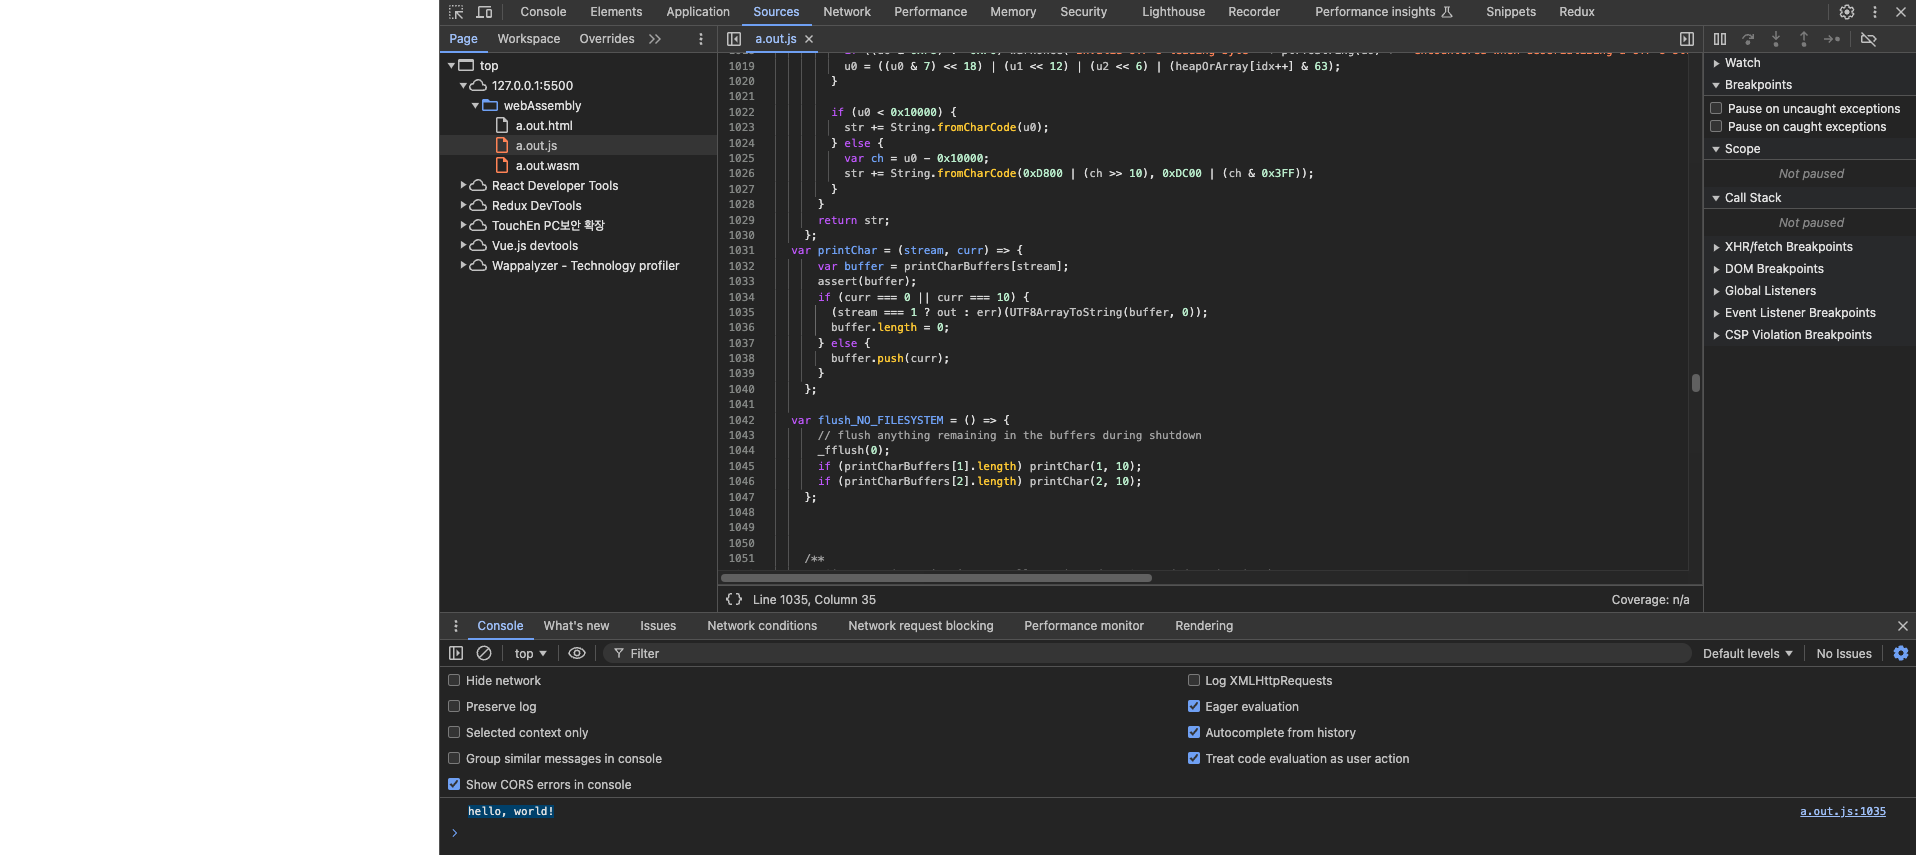 Console Elements Application Sources Network Performance Memory Security Lighthouse Recorder Performance insights Snippets Redux
Page Workspace Overrides
a.out.js
top
127.0.0.1:5500
webAssembly
a.out.html
a.out.js
a.out.wasm
React Developer Tools
Redux DevTools
TouchEn PC보안 확장
Vue.js devtools
Wappalyzer - Technology profiler
1019 u0 = ((u0 & 7) << 18) | (u1 << 12) | (u2 << 6) | (heapOrArray[idx++] & 63);
1020 }
1021
1022 if (u0 < 0x10000) {
1023 str += String.fromCharCode(u0);
1024 } else {
1025 var ch = u0 - 0x10000;
1026 str += String.fromCharCode(0xD800 | (ch >> 10), 0xDC00 | (ch & 0x3FF));
1027 }
1028 }
1029 return str;
1030 };
1031 var printChar = (stream, curr) => {
1032 var buffer = printCharBuffers[stream];
1033 assert(buffer);
1034 if (curr === 0 || curr === 10) {
1035 (stream === 1 ? out : err)(UTF8ArrayToString(buffer, 0));
1036 buffer.length = 0;
1037 } else {
1038 buffer.push(curr);
1039 }
1040 };
1041
1042 var flush_NO_FILESYSTEM = () => {
1043 // flush anything remaining in the buffers during shutdown
1044 _fflush(0);
1045 if (printCharBuffers[1].length) printChar(1, 10);
1046 if (printCharBuffers[2].length) printChar(2, 10);
1047 };
1048
1049
1050
1051 /**
{} Line 1035, Column 35
Coverage: n/a
Watch
Breakpoints
Pause on uncaught exceptions
Pause on caught exceptions
Scope
Not paused
Call Stack
Not paused
XHR/fetch Breakpoints
DOM Breakpoints
Global Listeners
Event Listener Breakpoints
CSP Violation Breakpoints
Console What's new Issues Network conditions Network request blocking Performance monitor Rendering
top Filter Default levels No Issues
Hide network
Preserve log
Selected context only
Group similar messages in console
Show CORS errors in console
Log XMLHttpRequests
Eager evaluation
Autocomplete from history
Treat code evaluation as user action
hello, world! a.out.js:1035